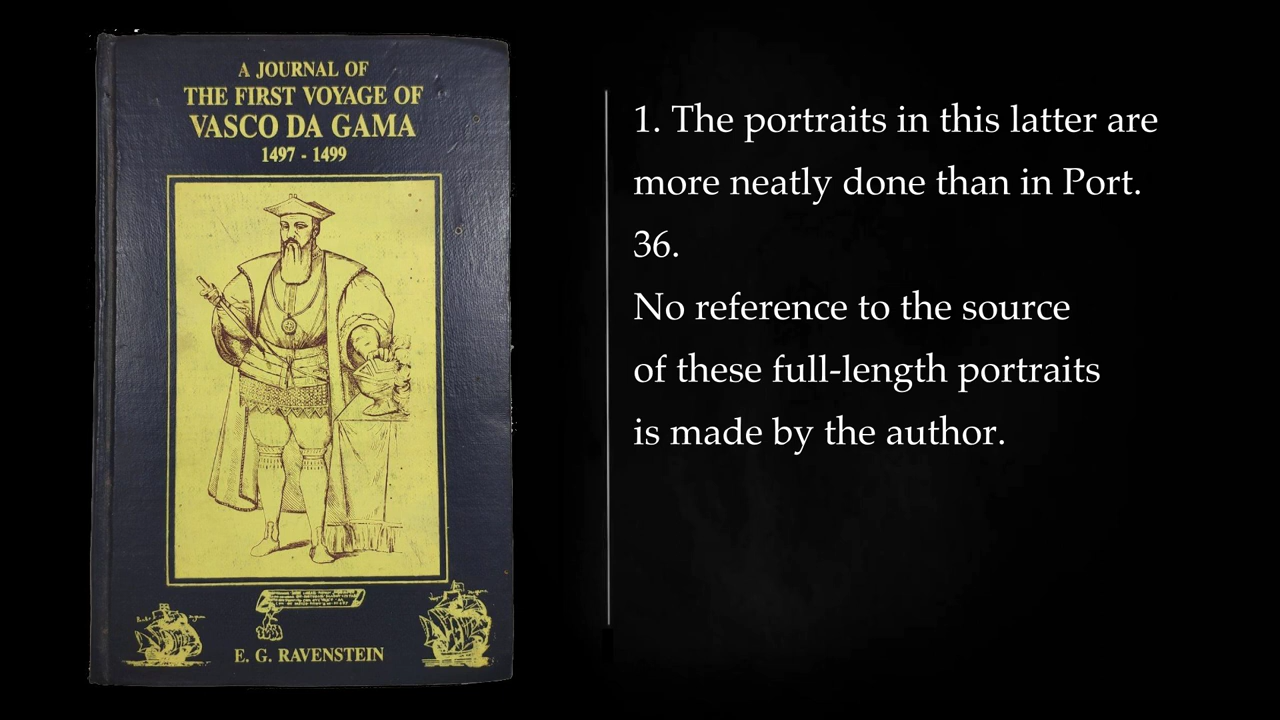 A JOURNAL OF
THE FIRST VOYAGE OF
VASCO DA GAMA
1497 - 1499
E. G. RAVENSTEIN
1. The portraits in this latter are
more neatly done than in Port.
36.
No reference to the source
of these full-length portraits
is made by the author.